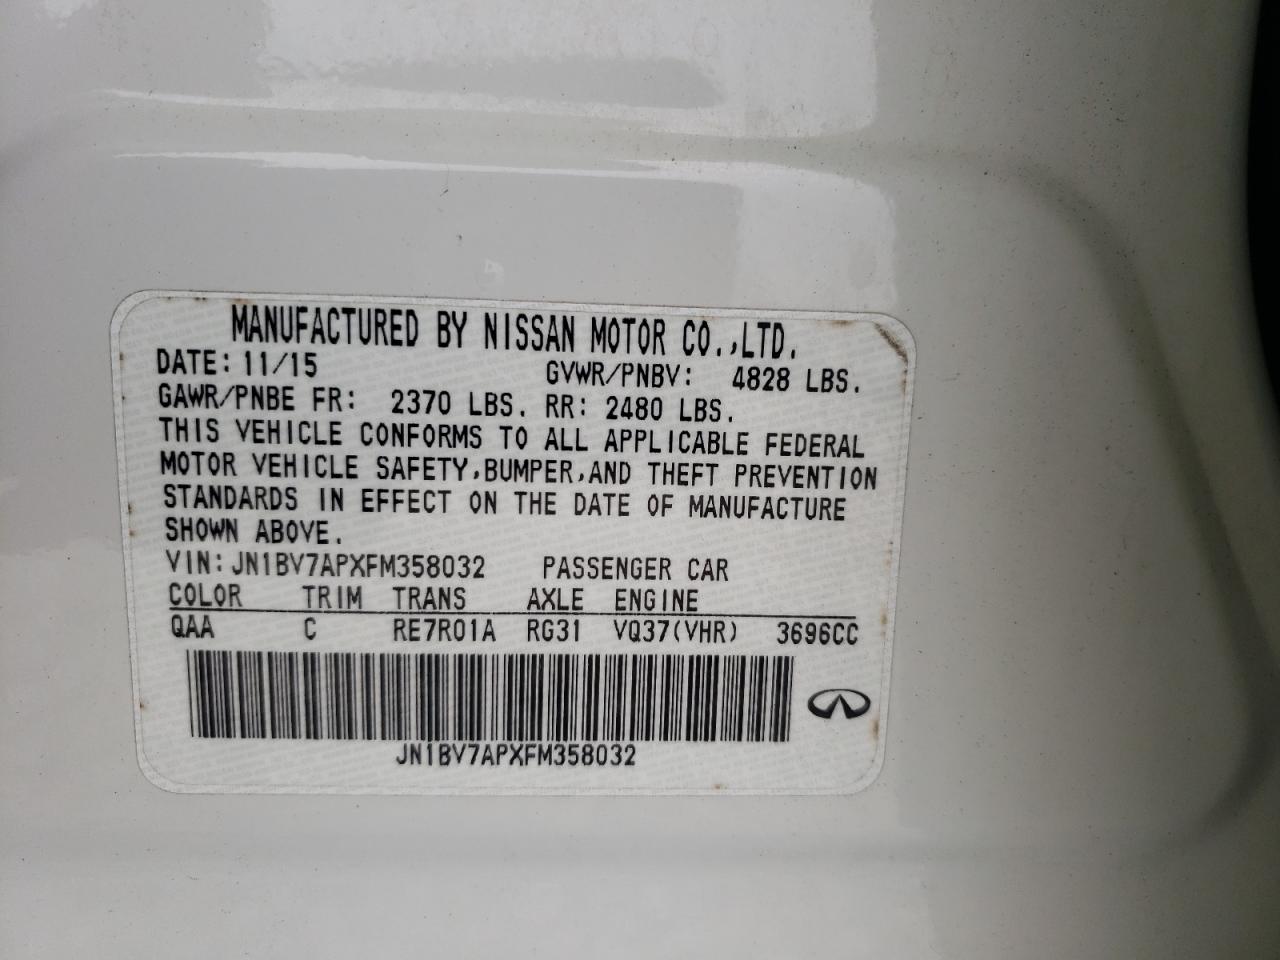 MANUFACTURED BY NISSAN MOTOR CO.,LTD.
DATE: 11/15 GVWR/PNBV: 4828 LBS.
GAWR/PNBE FR: 2370 LBS. RR: 2480 LBS.
THIS VEHICLE CONFORMS TO ALL APPLICABLE FEDERAL
MOTOR VEHICLE SAFETY,BUMPER,AND THEFT PREVENTION
STANDARDS IN EFFECT ON THE DATE OF MANUFACTURE
SHOWN ABOVE.
VIN: JN1BV7APXFM358032 PASSENGER CAR
COLOR TRIM TRANS AXLE ENGINE
QAA C RE7R01A RG31 VQ37(VHR) 3696CC
JN1BV7APXFM358032